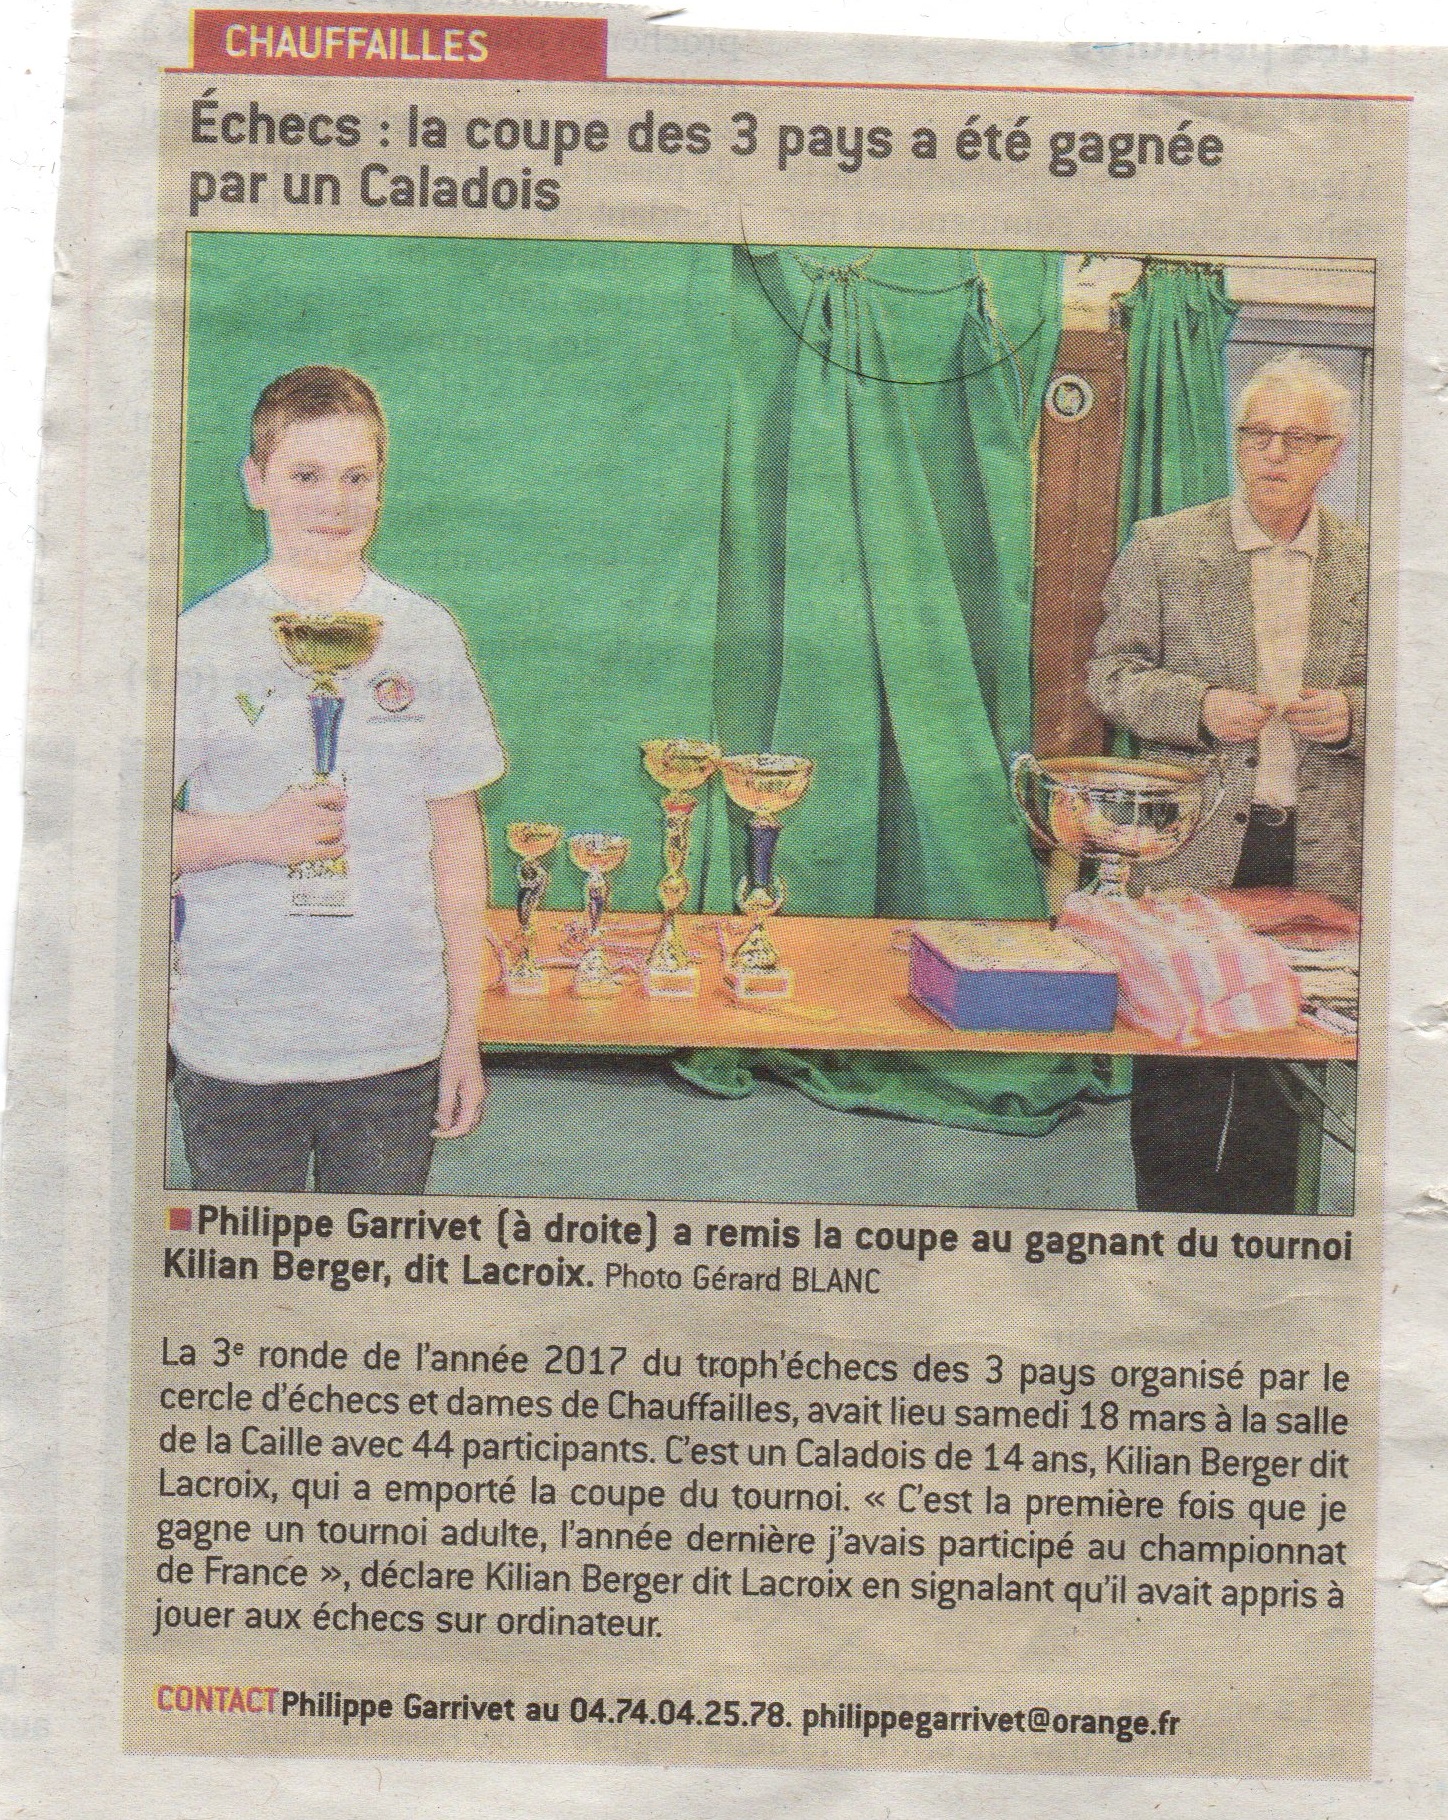 CHAUFFAILLES
Échecs : la coupe des 3 pays a été gagnée
par un Caladois
Philippe Garrivet (à droite) a remis la coupe au gagnant du tournoi
Kilian Berger, dit Lacroix. Photo Gérard BLANC
La 3e ronde de l'année 2017 du troph'échecs des 3 pays organisé par le
cercle d'échecs et dames de Chauffailles, avait lieu samedi 18 mars à la salle
de la Caille avec 44 participants. C'est un Caladois de 14 ans, Kilian Berger dit
Lacroix, qui a emporté la coupe du tournoi. « C'est la première fois que je
gagne un tournoi adulte, l'année dernière j'avais participé au championnat
de France », déclare Kilian Berger dit Lacroix en signalant qu'il avait appris à
jouer aux échecs sur ordinateur.
CONTACT Philippe Garrivet au 04.74.04.25.78. philippegarrivet@orange.fr